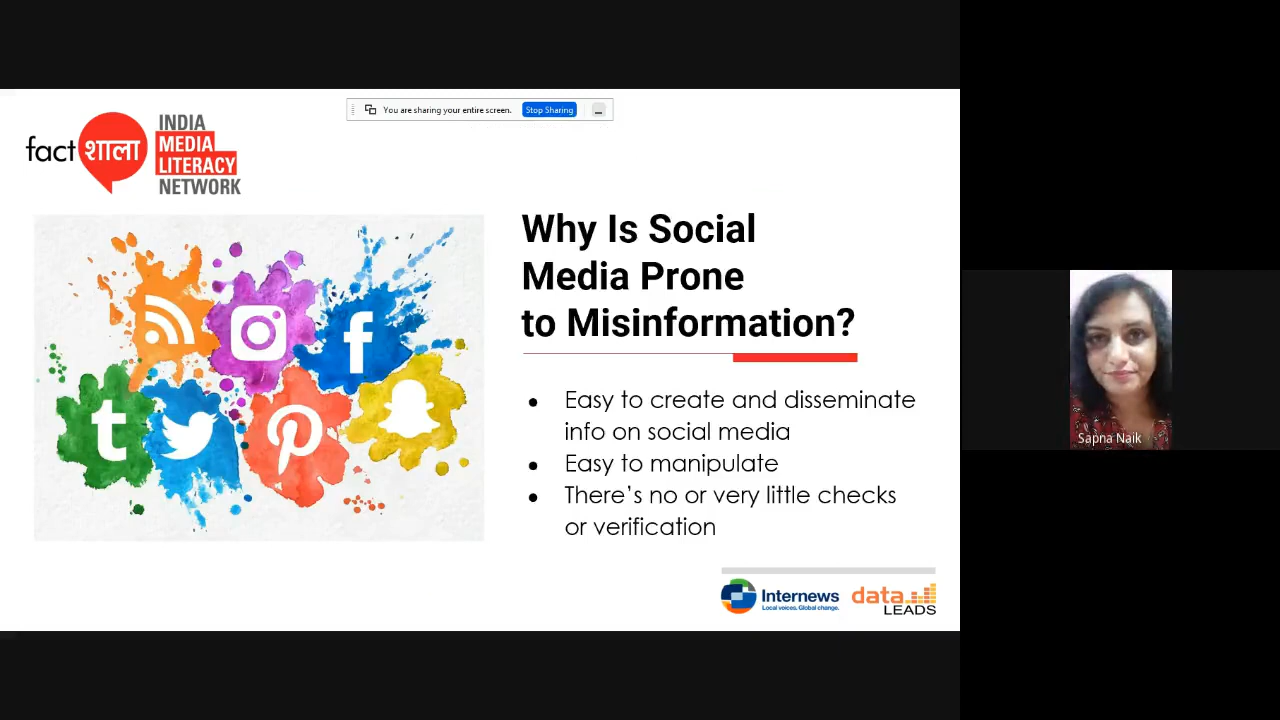 You are sharing your entire screen. Stop Sharing
fact शाला
INDIA
MEDIA
LITERACY
NETWORK
Why Is Social
Media Prone
to Misinformation?
• Easy to create and disseminate
info on social media
• Easy to manipulate
• There's no or very little checks
or verification
Sapna Naik
Internews
Local voices. Global change.
data
LEADS